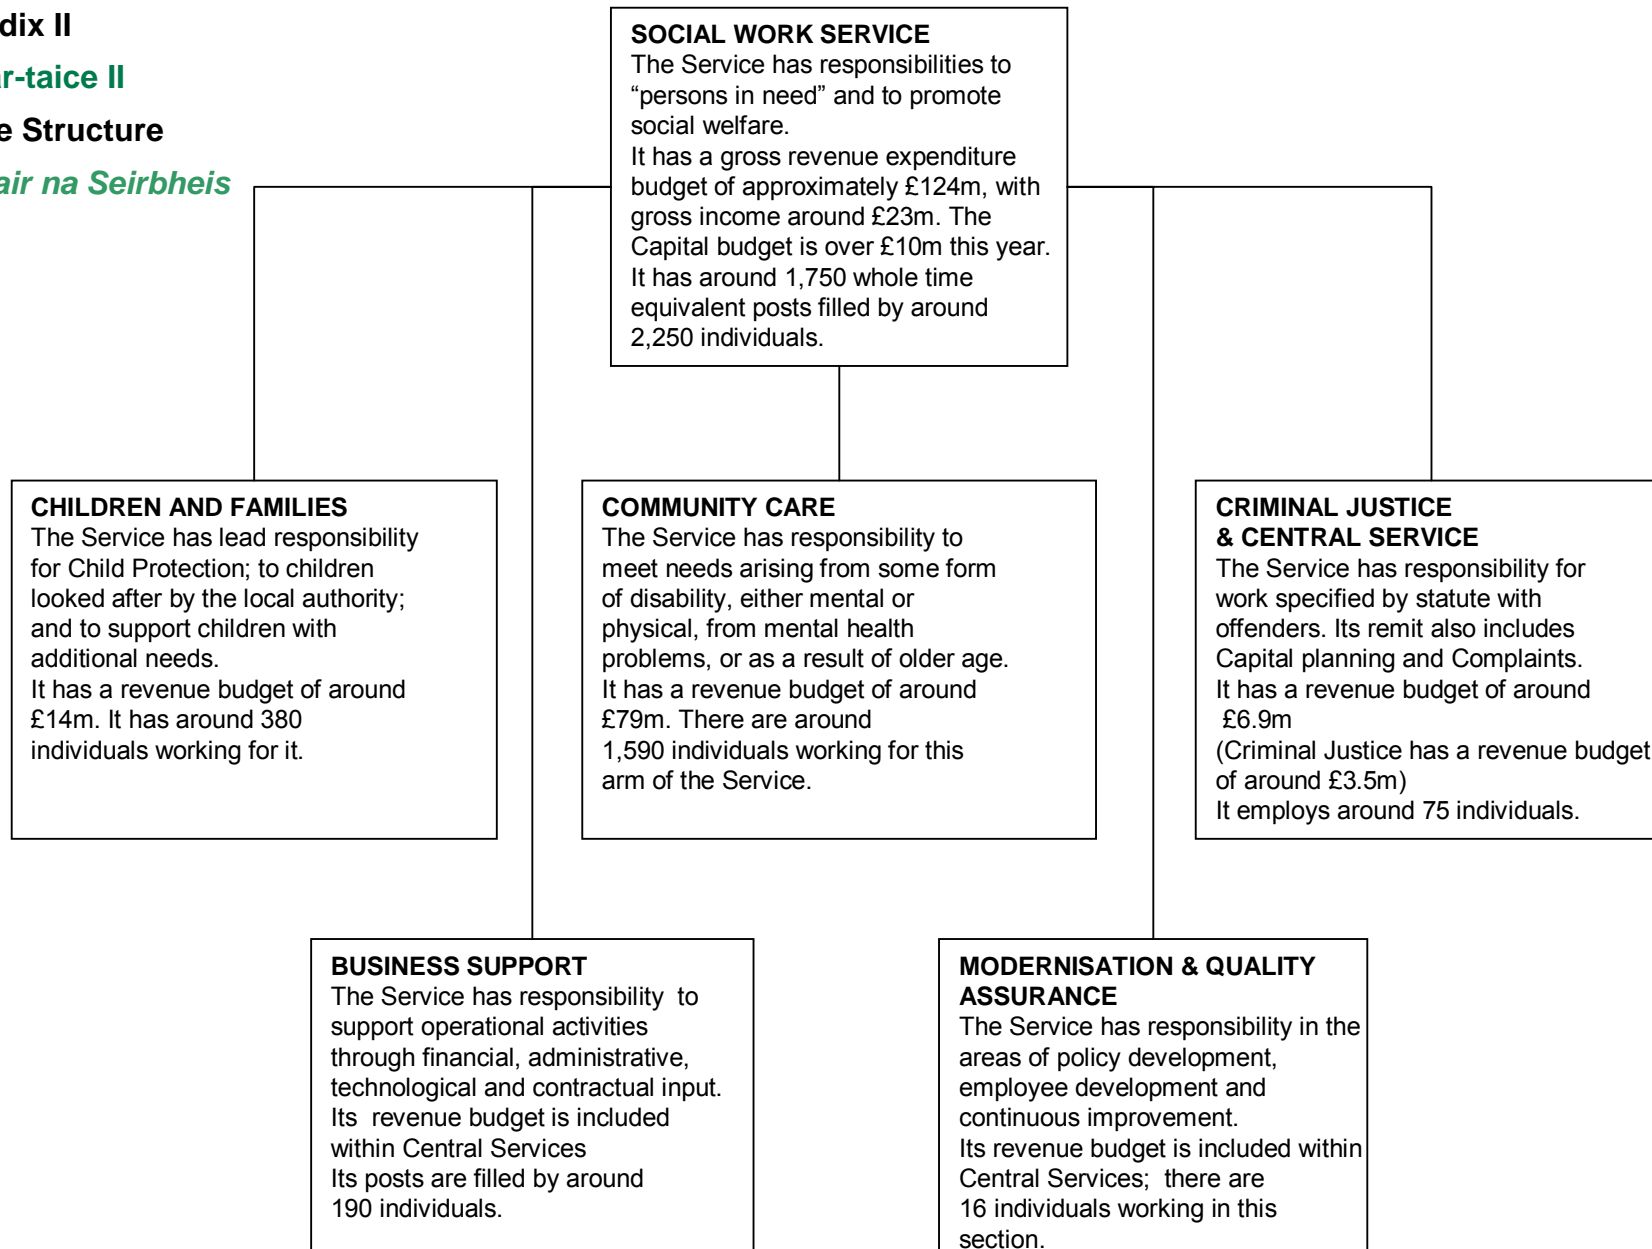 dix II
r-taice II
e Structure
air na Seirbheis
SOCIAL WORK SERVICE
The Service has responsibilities to
“persons in need” and to promote
social welfare.
It has a gross revenue expenditure
budget of approximately £124m, with
gross income around £23m. The
Capital budget is over £10m this year.
It has around 1,750 whole time
equivalent posts filled by around
2,250 individuals.
CHILDREN AND FAMILIES
The Service has lead responsibility
for Child Protection; to children
looked after by the local authority;
and to support children with
additional needs.
It has a revenue budget of around
£14m. It has around 380
individuals working for it.
COMMUNITY CARE
The Service has responsibility to
meet needs arising from some form
of disability, either mental or
physical, from mental health
problems, or as a result of older age.
It has a revenue budget of around
£79m. There are around
1,590 individuals working for this
arm of the Service.
CRIMINAL JUSTICE
& CENTRAL SERVICE
The Service has responsibility for
work specified by statute with
offenders. Its remit also includes
Capital planning and Complaints.
It has a revenue budget of around
£6.9m
(Criminal Justice has a revenue budget
of around £3.5m)
It employs around 75 individuals.
BUSINESS SUPPORT
The Service has responsibility  to
support operational activities
through financial, administrative,
technological and contractual input.
Its  revenue budget is included
within Central Services
Its posts are filled by around
190 individuals.
MODERNISATION & QUALITY
ASSURANCE
The Service has responsibility in the
areas of policy development,
employee development and
continuous improvement.
Its revenue budget is included within
Central Services;  there are
16 individuals working in this
section.